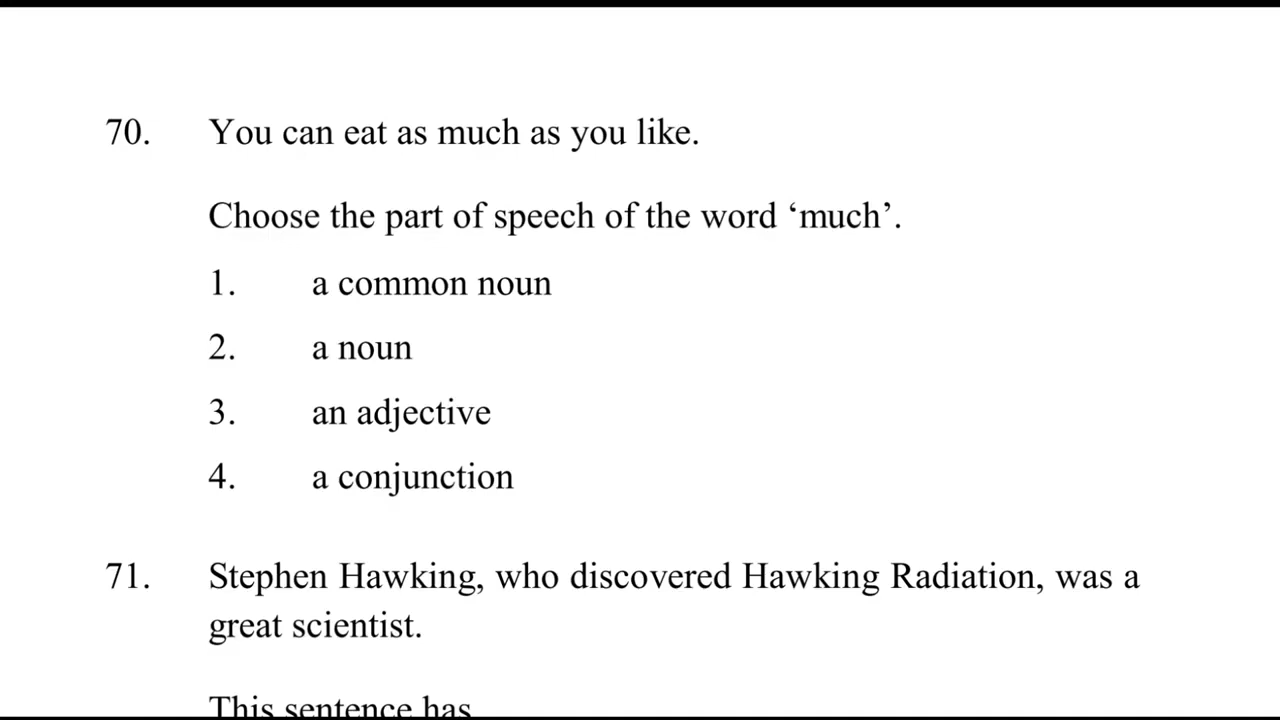 70. You can eat as much as you like.
Choose the part of speech of the word ‘much’.
1. a common noun
2. a noun
3. an adjective
4. a conjunction
71. Stephen Hawking, who discovered Hawking Radiation, was a
great scientist.
This sentence has